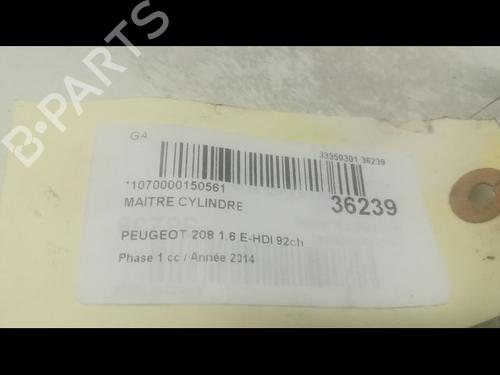 GA
33350301 36239
*1070000150561
MAITRE CYLINDRE
36239
PEUGEOT 208 1.6 E-HDI 92ch
Phase 1 cc / Année 2014
B-PARTS